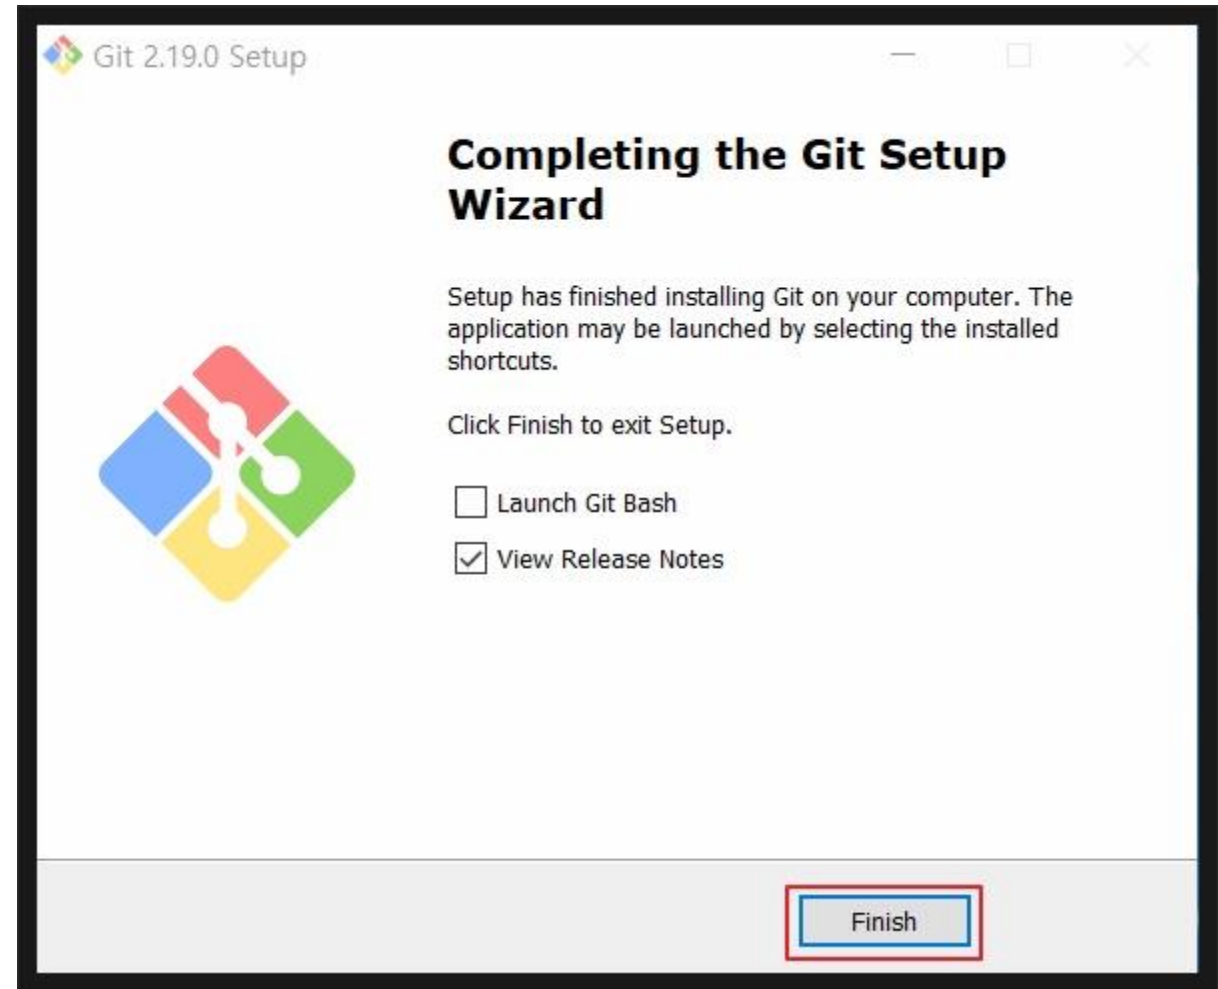 Git 2.19.0 Setup
Completing the Git Setup
Wizard
Setup has finished installing Git on your computer. The
application may be launched by selecting the installed
shortcuts.
Click Finish to exit Setup.
Launch Git Bash
View Release Notes
Finish